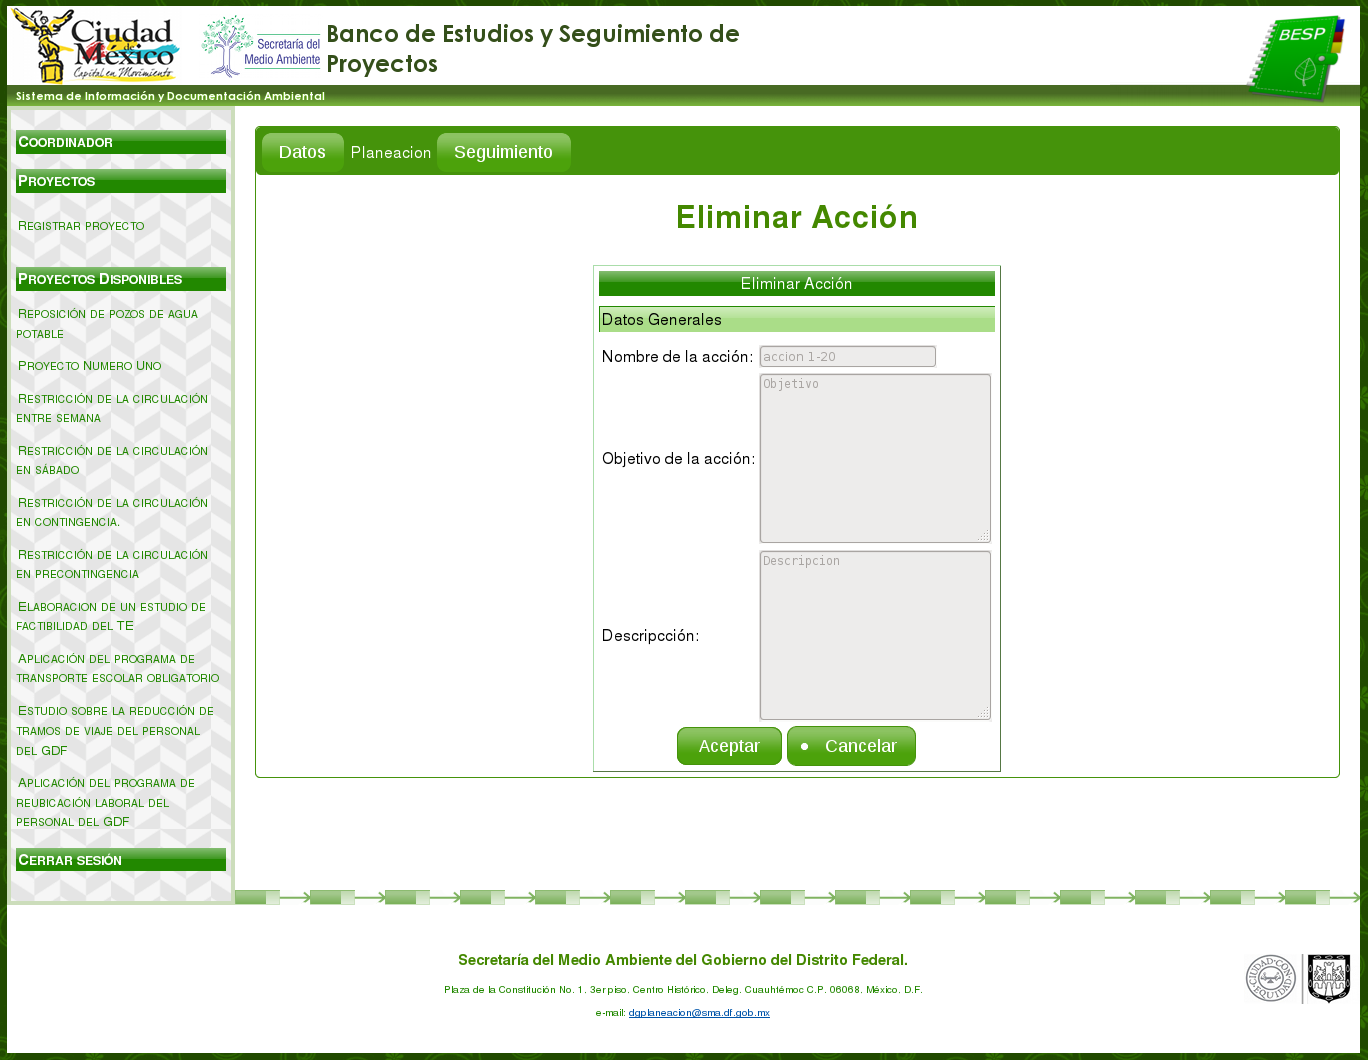 Ciudad
de
México
Capital en Movimiento
Secretaría del
Medio Ambiente
Banco de Estudios y Seguimiento de
Proyectos
BESP
Sistema de Información y Documentación Ambiental
COORDINADOR
PROYECTOS
REGISTRAR PROYECTO
PROYECTOS DISPONIBLES
REPOSICIÓN DE POZOS DE AGUA
POTABLE
PROYECTO NUMERO UNO
RESTRICCIÓN DE LA CIRCULACIÓN
ENTRE SEMANA
RESTRICCIÓN DE LA CIRCULACIÓN
EN SÁBADO
RESTRICCIÓN DE LA CIRCULACIÓN
EN CONTINGENCIA.
RESTRICCIÓN DE LA CIRCULACIÓN
EN PRECONTINGENCIA
ELABORACION DE UN ESTUDIO DE
FACTIBILIDAD DEL TE
APLICACIÓN DEL PROGRAMA DE
TRANSPORTE ESCOLAR OBLIGATORIO
ESTUDIO SOBRE LA REDUCCIÓN DE
TRAMOS DE VIAJE DEL PERSONAL
DEL GDF
APLICACIÓN DEL PROGRAMA DE
REUBICACIÓN LABORAL DEL
PERSONAL DEL GDF
CERRAR SESIÓN
Datos Planeacion Seguimiento
Eliminar Acción
Eliminar Acción
Datos Generales
Nombre de la acción: accion 1-20
Objetivo de la acción: Objetivo
Descripcción: Descripcion
Aceptar • Cancelar
Secretaría del Medio Ambiente del Gobierno del Distrito Federal.
Plaza de la Constitución No. 1, 3er piso, Centro Histórico, Deleg. Cuauhtémoc C.P. 06068, México, D.F.
e-mail: dgplaneacion@sma.df.gob.mx
CIUDAD CON
EQUIDAD